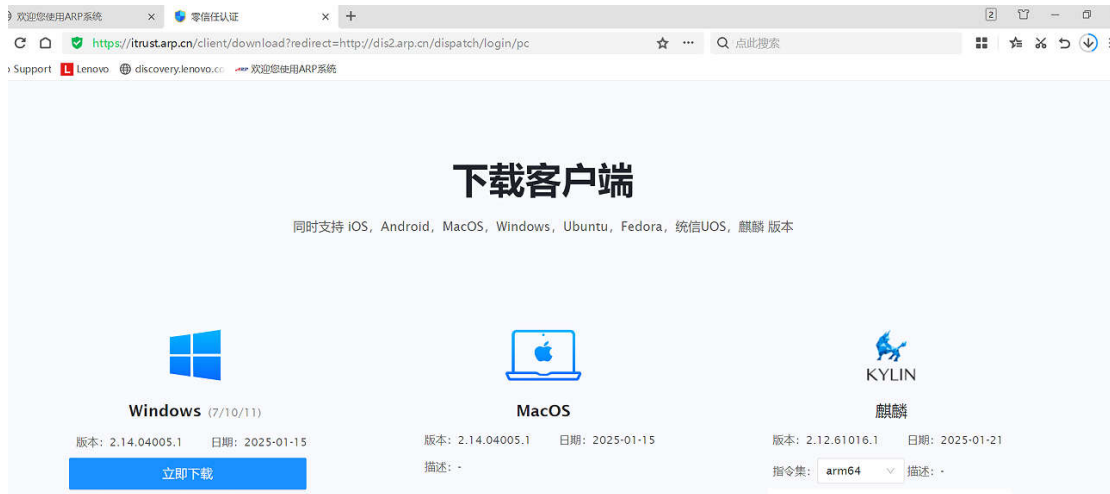 欢迎您使用ARP系统 × 零信任认证 × +
2
https://itrust.arp.cn/client/download?redirect=http://dis2.arp.cn/dispatch/login/pc
点此搜索
Support L Lenovo discovery.lenovo.cc ARP 欢迎您使用ARP系统
下载客户端
同时支持 iOS, Android, MacOS, Windows, Ubuntu, Fedora, 统信UOS, 麒麟 版本
KYLIN
Windows (7/10/11) MacOS 麒麟
版本: 2.14.04005.1 日期: 2025-01-15 版本: 2.14.04005.1 日期: 2025-01-15 版本: 2.12.61016.1 日期: 2025-01-21
立即下载 描述: - 指令集: arm64 描述: -